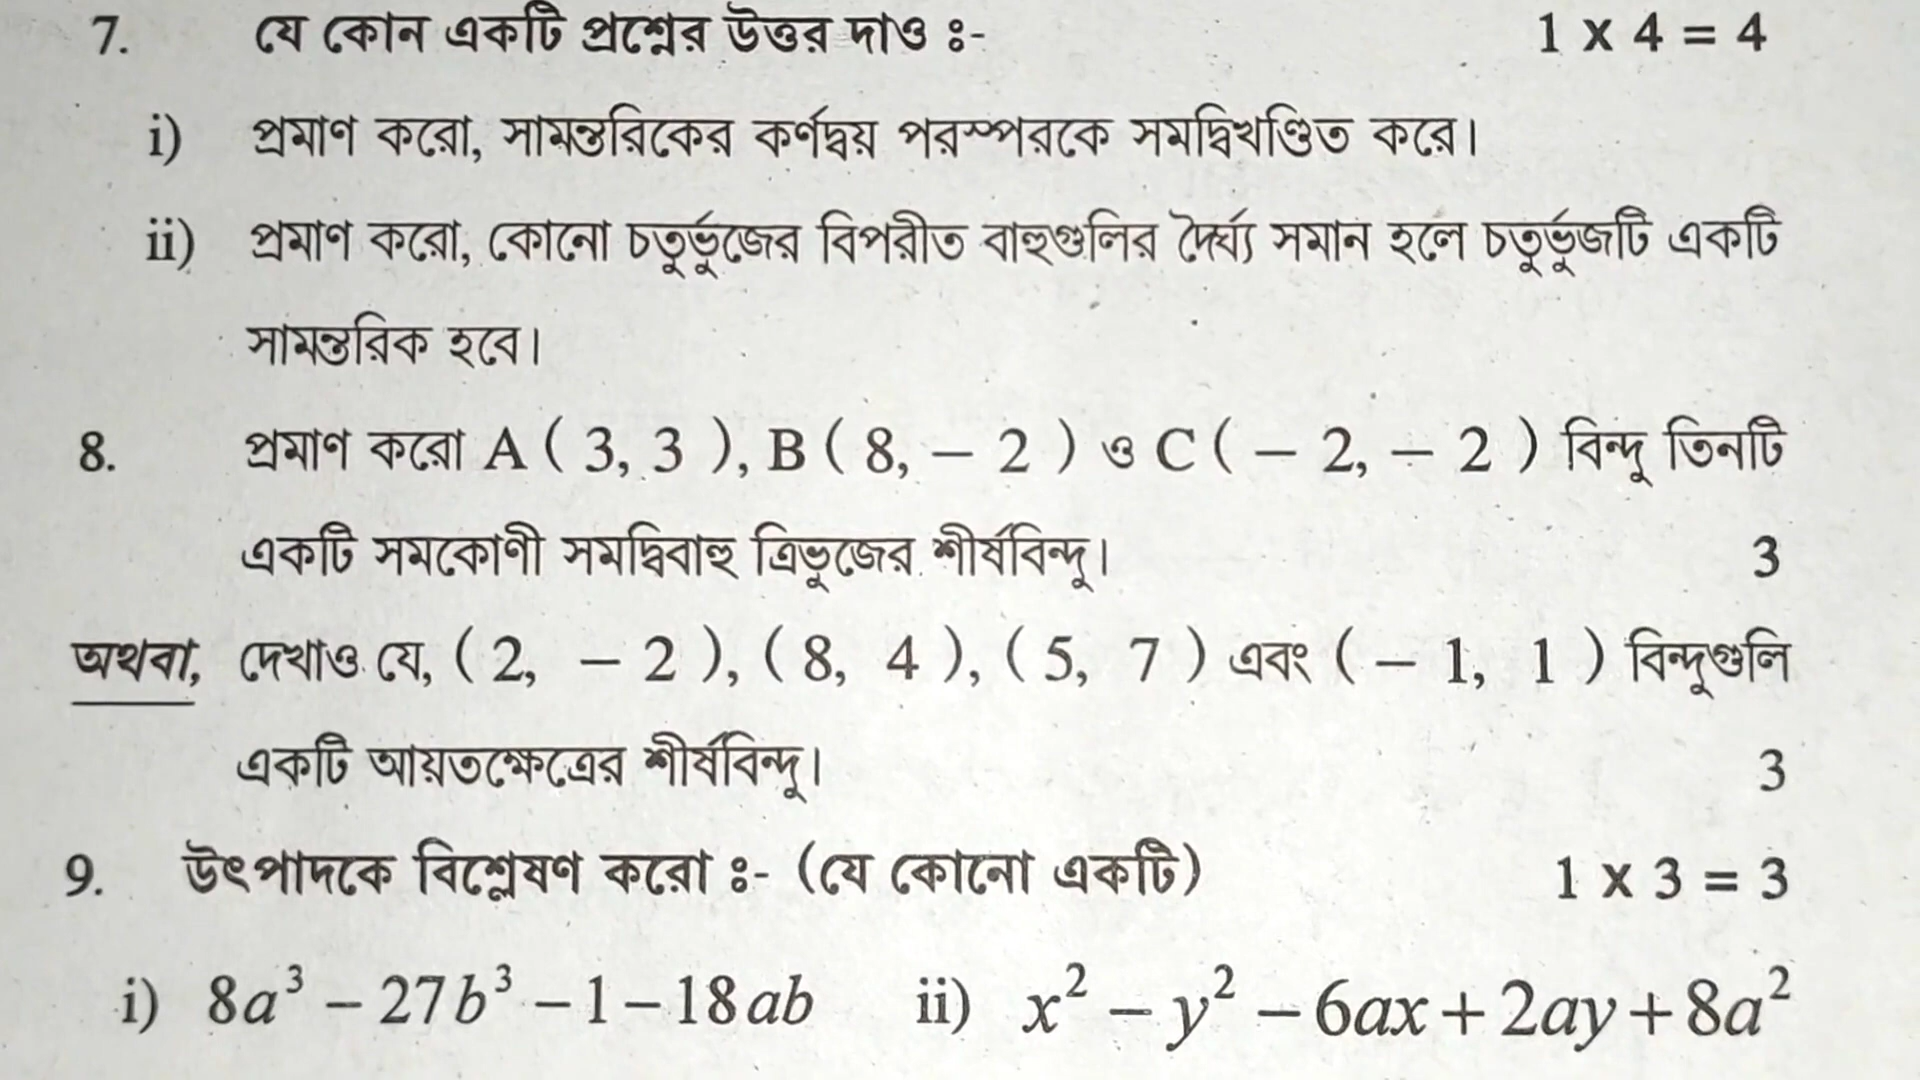 7. যে কোন একটি প্রশ্নের উত্তর দাও ঃ- 1 x 4 = 4
i) প্রমাণ করো, সামন্তরিকের কর্ণদ্বয় পরস্পরকে সমদ্বিখণ্ডিত করে।
ii) প্রমাণ করো, কোনো চতুর্ভূজের বিপরীত বাহুগুলির দৈর্ঘ্য সমান হলে চতুর্ভূজটি একটি
সামন্তরিক হবে।
8. প্রমাণ করো A ( 3, 3 ), B ( 8, – 2 ) ও C ( – 2, – 2 ) বিন্দু তিনটি
একটি সমকোণী সমদ্বিবাহু ত্রিভূজের শীর্ষবিন্দু। 3
অথবা, দেখাও যে, ( 2, – 2 ), ( 8, 4 ), ( 5, 7 ) এবং ( – 1, 1 ) বিন্দুগুলি
একটি আয়তক্ষেত্রের শীর্ষবিন্দু। 3
9. উৎপাদকে বিশ্লেষণ করো ঃ- (যে কোনো একটি) 1 x 3 = 3
i) 8a³ – 27b³ – 1 – 18ab ii) x² – y² – 6ax + 2ay + 8a²